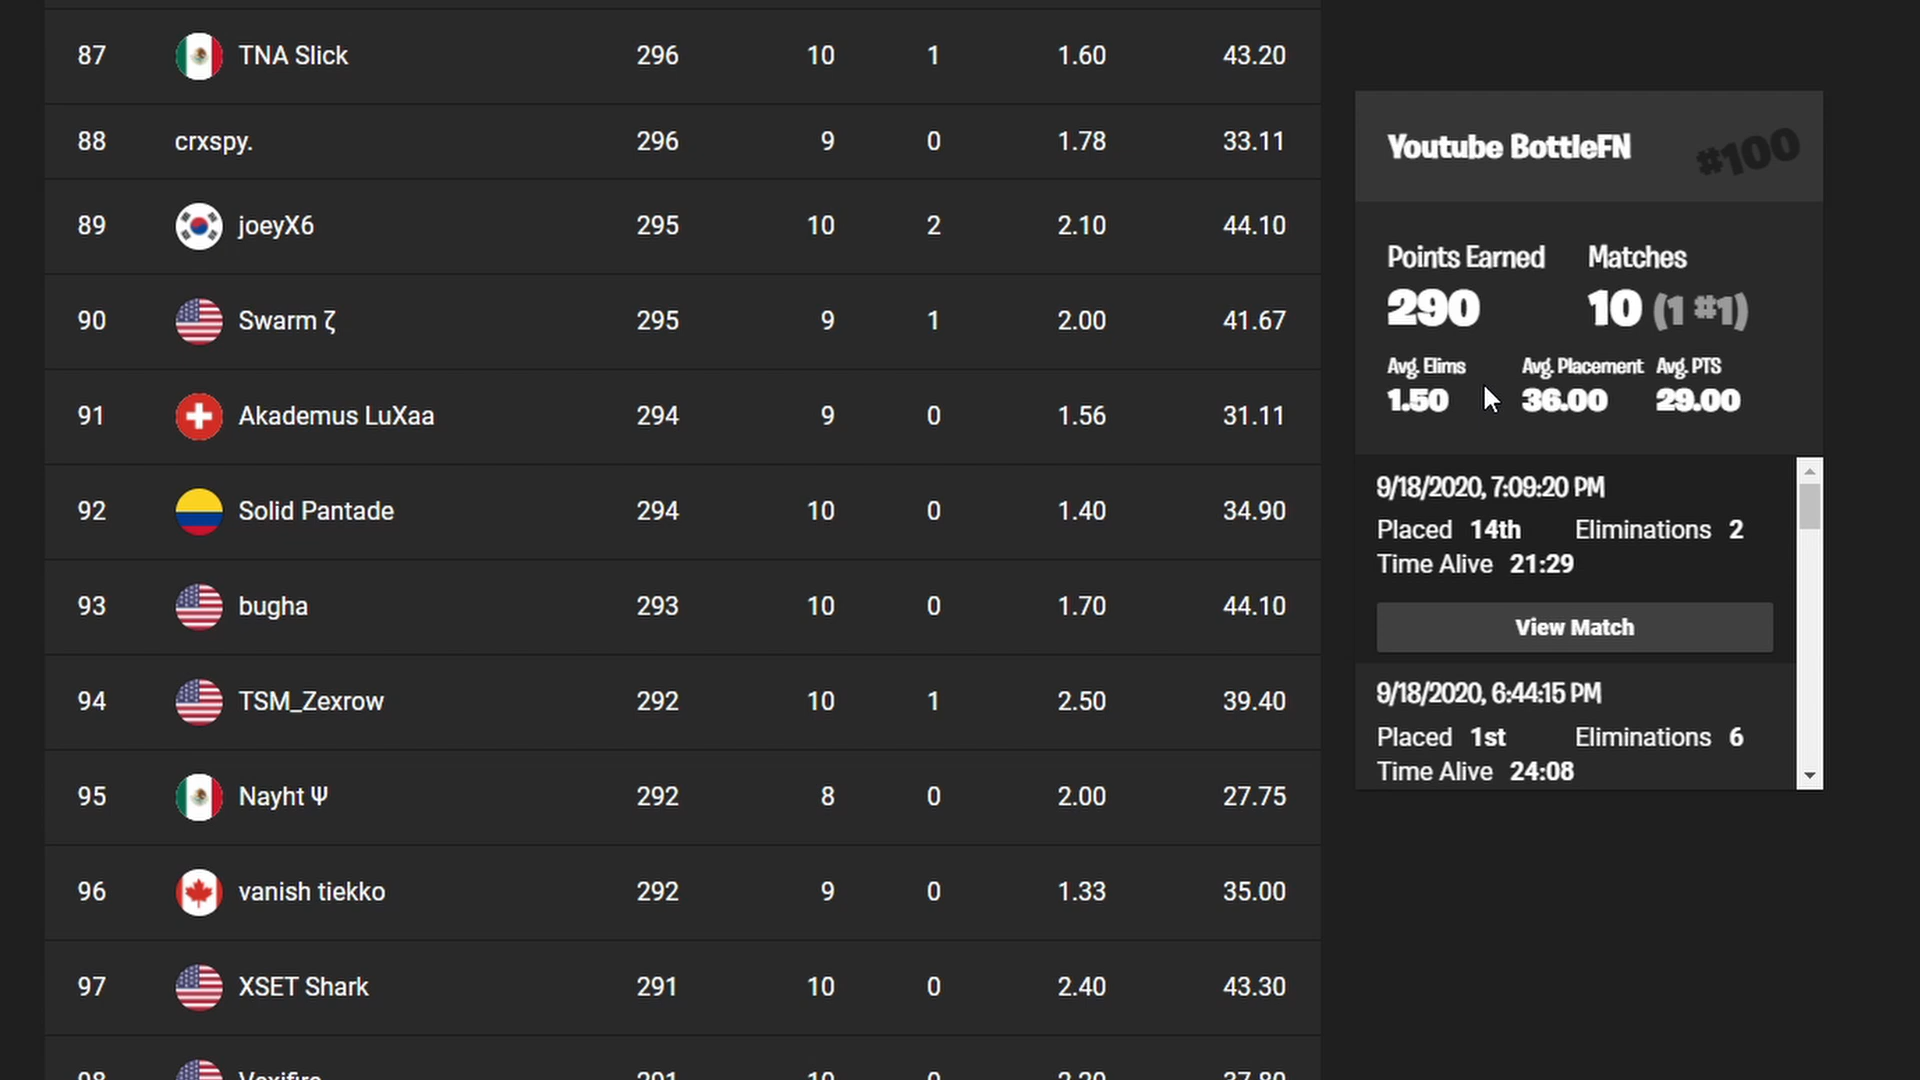 87 TNA Slick 296 10 1 1.60 43.20
88 crxspy. 296 9 0 1.78 33.11
89 joeyX6 295 10 2 2.10 44.10
90 Swarm ζ 295 9 1 2.00 41.67
91 Akademus LuXaa 294 9 0 1.56 31.11
92 Solid Pantade 294 10 0 1.40 34.90
93 bugha 293 10 0 1.70 44.10
94 TSM_Zexrow 292 10 1 2.50 39.40
95 Nayht Ψ 292 8 0 2.00 27.75
96 vanish tiekko 292 9 0 1.33 35.00
97 XSET Shark 291 10 0 2.40 43.30
98 291 10 0 37.80
Youtube BottleFN #100
Points Earned Matches
290 10 (1 #1)
Avg. Elims Avg. Placement Avg. PTS
1.50 36.00 29.00
9/18/2020, 7:09:20 PM
Placed 14th Eliminations 2
Time Alive 21:29
View Match
9/18/2020, 6:44:15 PM
Placed 1st Eliminations 6
Time Alive 24:08